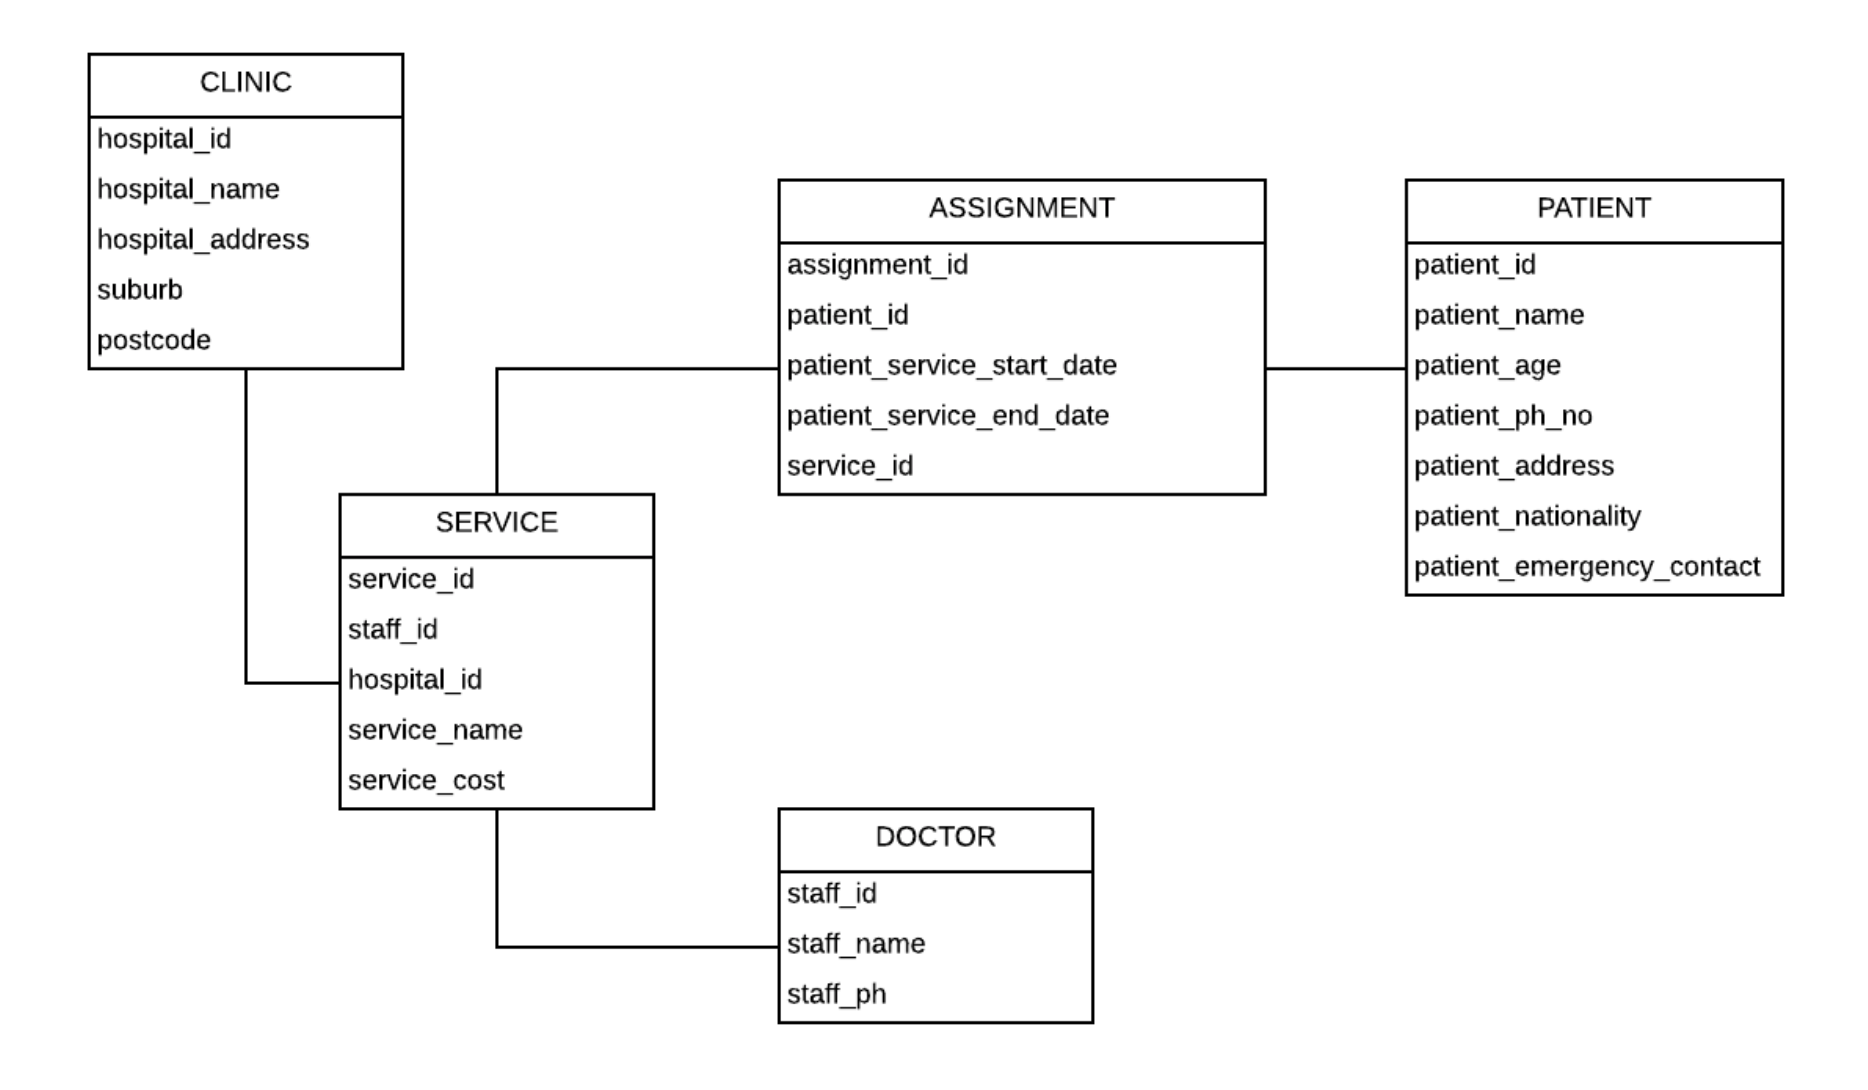 CLINIC
hospital_id
hospital_name
hospital_address
suburb
postcode
ASSIGNMENT
assignment_id
patient_id
patient_service_start_date
patient_service_end_date
service_id
PATIENT
patient_id
patient_name
patient_age
patient_ph_no
patient_address
patient_nationality
patient_emergency_contact
SERVICE
service_id
staff_id
hospital_id
service_name
service_cost
DOCTOR
staff_id
staff_name
staff_ph